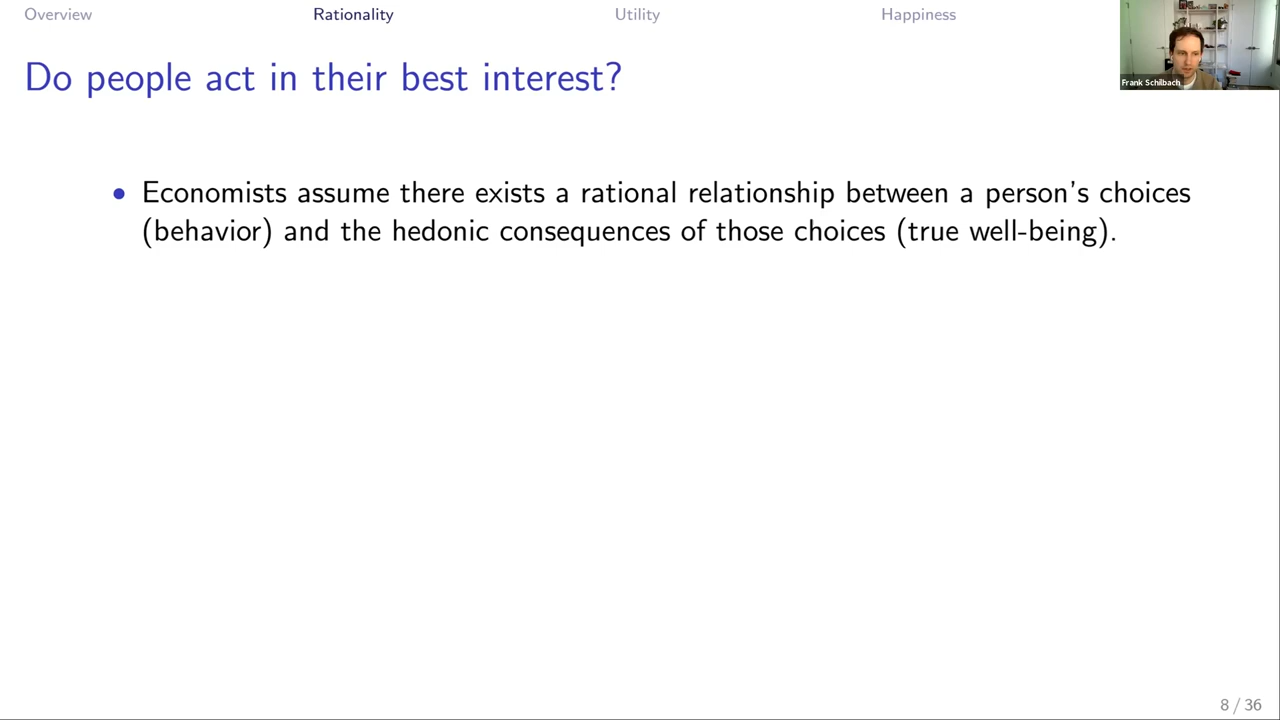 Overview Rationality Utility Happiness
Frank Schilbach
Do people act in their best interest?
• Economists assume there exists a rational relationship between a person's choices
(behavior) and the hedonic consequences of those choices (true well-being).
8 / 36